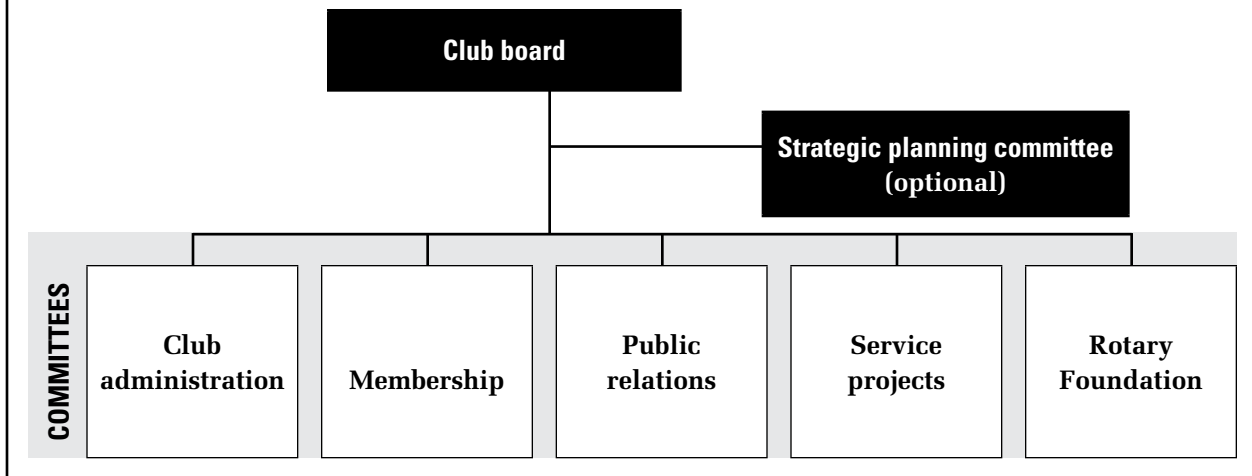 Club board
Strategic planning committee
(optional)
COMMITTEES
Club
administration
Membership
Public
relations
Service
projects
Rotary
Foundation